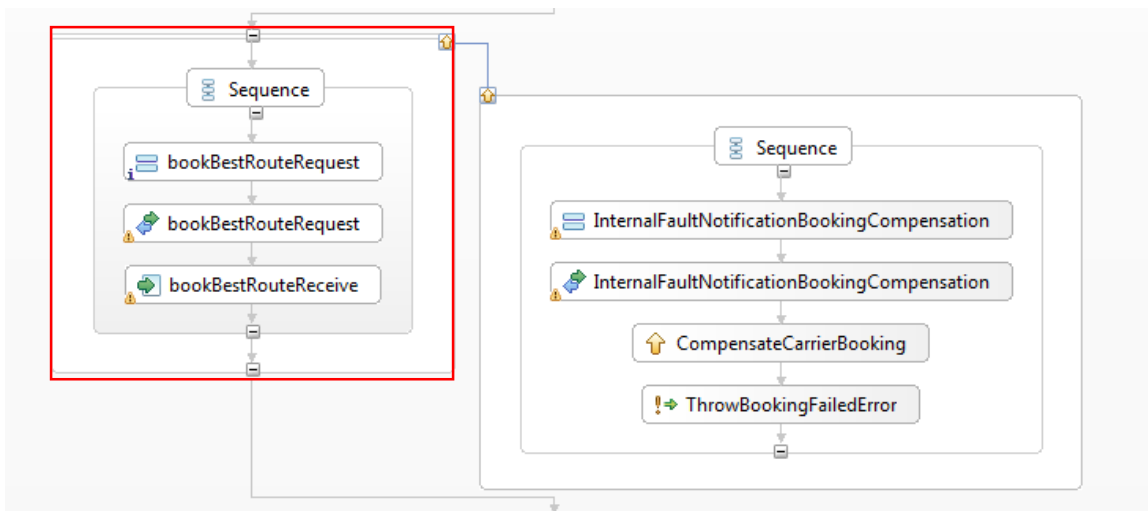 Sequence
bookBestRouteRequest
bookBestRouteRequest
bookBestRouteReceive
Sequence
InternalFaultNotificationBookingCompensation
InternalFaultNotificationBookingCompensation
CompensateCarrierBooking
ThrowBookingFailedError